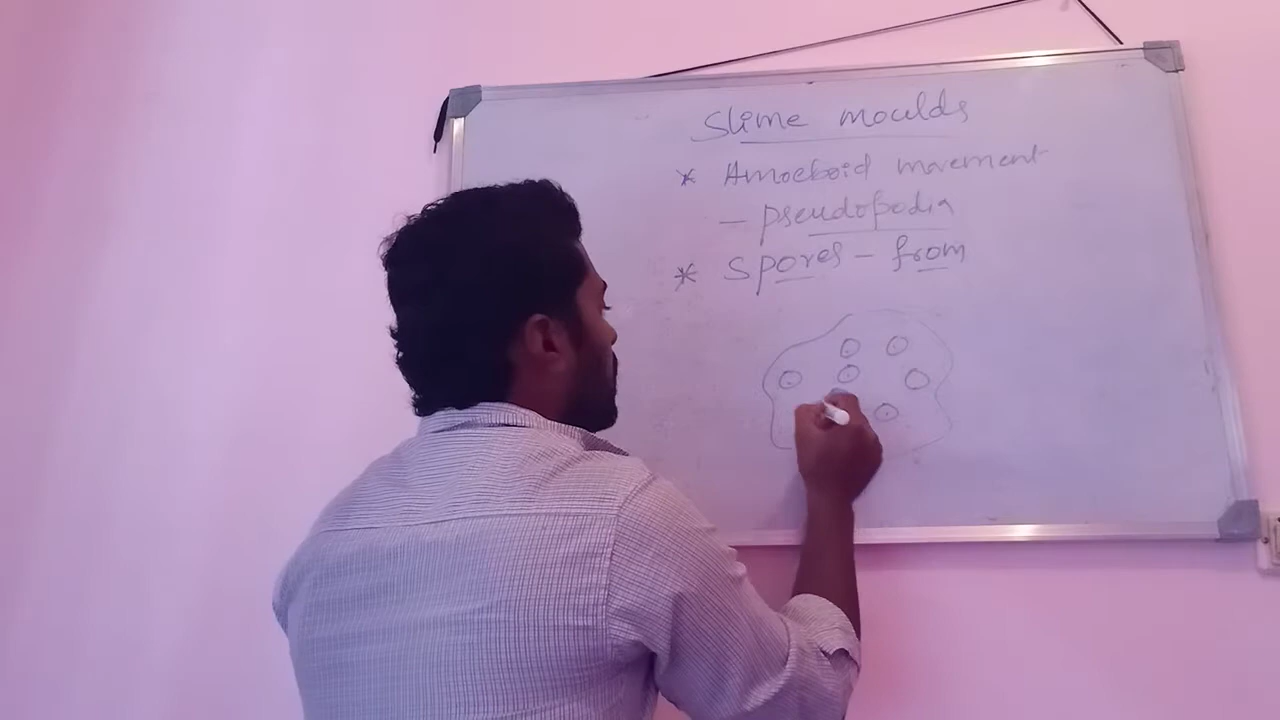 Slime moulds
* Amoeboid movement
- pseudopodia
* Spores - from